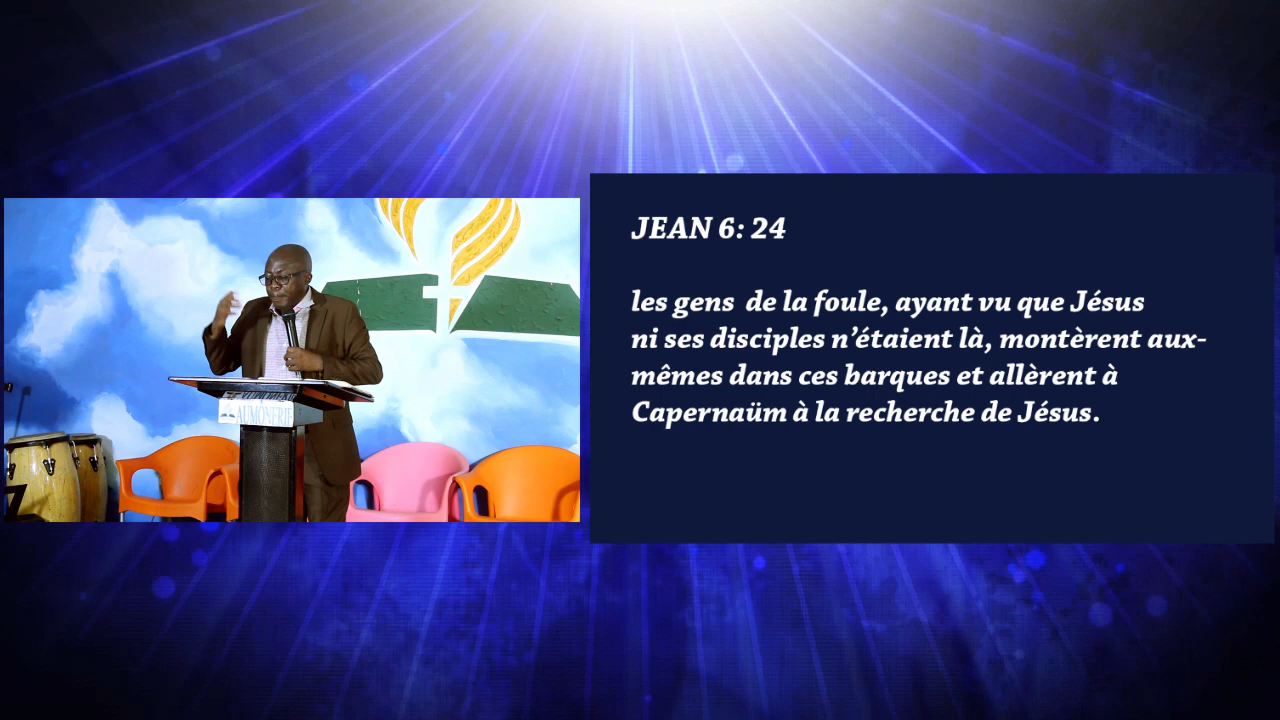 JEAN 6: 24
les gens  de la foule, ayant vu que Jésus
ni ses disciples n’étaient là, montèrent aux-
mêmes dans ces barques et allèrent à
Capernaüm à la recherche de Jésus.
AUMÔNERIE